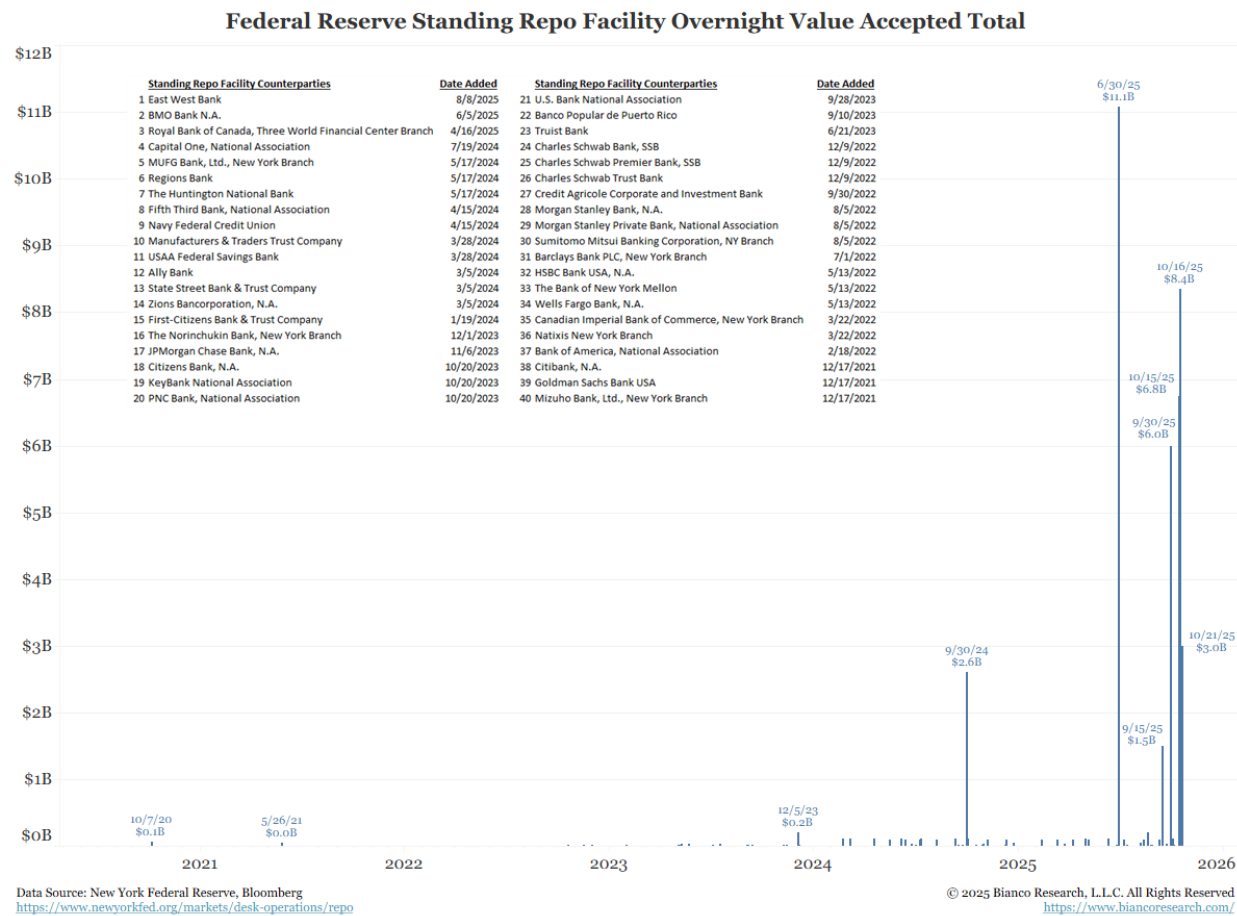 Federal Reserve Standing Repo Facility Overnight Value Accepted Total
$12B
$11B
$10B
$9B
$8B
$7B
$6B
$5B
$4B
$3B
$2B
$1B
$0B
Standing Repo Facility Counterparties Date Added
1 East West Bank 8/8/2025
2 BMO Bank N.A. 6/5/2025
3 Royal Bank of Canada, Three World Financial Center Branch 4/16/2025
4 Capital One, National Association 7/19/2024
5 MUFG Bank, Ltd., New York Branch 5/17/2024
6 Regions Bank 5/17/2024
7 The Huntington National Bank 5/17/2024
8 Fifth Third Bank, National Association 4/15/2024
9 Navy Federal Credit Union 4/15/2024
10 Manufacturers & Traders Trust Company 3/28/2024
11 USAA Federal Savings Bank 3/28/2024
12 Ally Bank 3/5/2024
13 State Street Bank & Trust Company 3/5/2024
14 Zions Bancorporation, N.A. 3/5/2024
15 First-Citizens Bank & Trust Company 1/19/2024
16 The Norinchukin Bank, New York Branch 12/1/2023
17 JPMorgan Chase Bank, N.A. 11/6/2023
18 Citizens Bank, N.A. 10/20/2023
19 KeyBank National Association 10/20/2023
20 PNC Bank, National Association 10/20/2023
Standing Repo Facility Counterparties Date Added
21 U.S. Bank National Association 9/28/2023
22 Banco Popular de Puerto Rico 9/10/2023
23 Truist Bank 6/21/2023
24 Charles Schwab Bank, SSB 12/9/2022
25 Charles Schwab Premier Bank, SSB 12/9/2022
26 Charles Schwab Trust Bank 12/9/2022
27 Credit Agricole Corporate and Investment Bank 9/30/2022
28 Morgan Stanley Bank, N.A. 8/5/2022
29 Morgan Stanley Private Bank, National Association 8/5/2022
30 Sumitomo Mitsui Banking Corporation, NY Branch 8/5/2022
31 Barclays Bank PLC, New York Branch 7/1/2022
32 HSBC Bank USA, N.A. 5/13/2022
33 The Bank of New York Mellon 5/13/2022
34 Wells Fargo Bank, N.A. 5/13/2022
35 Canadian Imperial Bank of Commerce, New York Branch 3/22/2022
36 Natixis New York Branch 3/22/2022
37 Bank of America, National Association 2/18/2022
38 Citibank, N.A. 12/17/2021
39 Goldman Sachs Bank USA 12/17/2021
40 Mizuho Bank, Ltd., New York Branch 12/17/2021
10/7/20
$0.1B
5/26/21
$0.0B
12/5/23
$0.2B
9/30/24
$2.6B
6/30/25
$11.1B
9/15/25
$1.5B
9/30/25
$6.0B
10/15/25
$6.8B
10/16/25
$8.4B
10/21/25
$3.0B
2021 2022 2023 2024 2025 2026
Data Source: New York Federal Reserve, Bloomberg
https://www.newyorkfed.org/markets/desk-operations/repo
© 2025 Bianco Research, L.L.C. All Rights Reserved
https://www.biancoresearch.com/